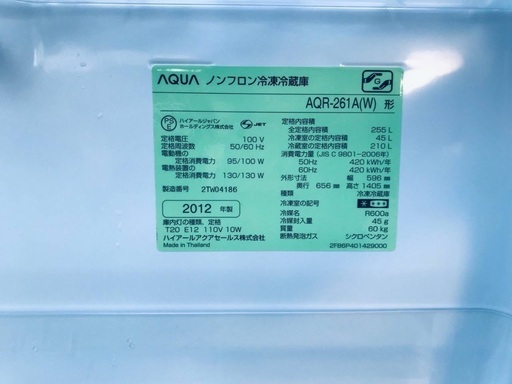 AQUA ノンフロン冷凍冷蔵庫
AQR-261A(W) 形
PS E
ハイアールジャパン
ホールディングス株式会社
JET
定格電圧 100 V
定格周波数 50/60 Hz
電動機の
定格消費電力 95/100 W
電熱装置の
定格消費電力 130/130 W
製造番号 2TW04186
2012 年製
庫内灯の種類、定格
T20 E12 110V 10W
ハイアールアクアセールス株式会社
Made in Thailand
定格内容積
全定格内容積 255 L
冷凍室の定格内容積 45 L
冷蔵室の定格内容積 210 L
消費電力量 (JIS C 9801-2006年)
50Hz 420 kWh/年
60Hz 420 kWh/年
外形寸法 幅 596 mm
奥行 656 mm 高さ 1405 mm
種類 冷凍冷蔵庫
冷凍室の記号
冷媒名 R600a
冷媒封入量 45 g
質量 60 kg
断熱発泡ガス シクロペンタン
2FB6P401429000